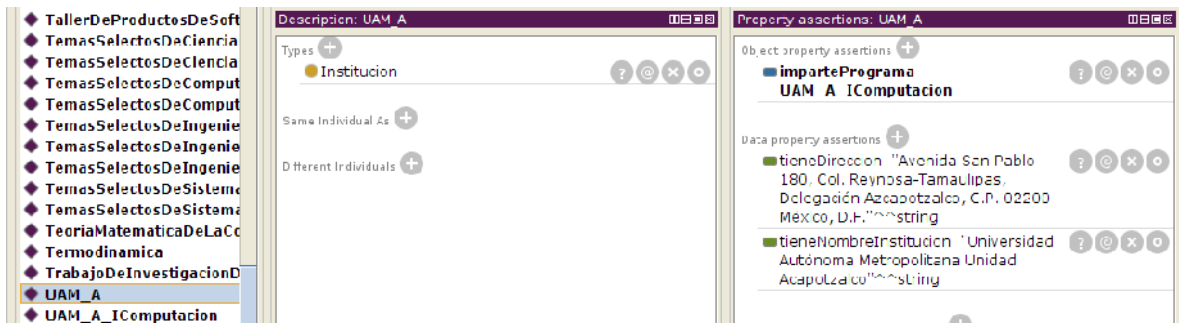 TallerDeProductosDeSoft
TemasSelectosDeCiencia
TemasSelectosDeCiencia
TemasSelectosDeComput
TemasSelectosDeComput
TemasSelectosDeIngenie
TemasSelectosDeIngenie
TemasSelectosDeIngenie
TemasSelectosDeSistema
TemasSelectosDeSistema
TeoriaMatematicaDeLaCo
Termodinamica
TrabajoDeInvestigacionD
UAM_A
UAM_A_IComputacion
Description: UAM_A
Types
Institucion
Same Individual As
Different Individuals
Property assertions: UAM_A
Object property assertions
impartePrograma
UAM_A_IComputacion
Data property assertions
tieneDireccion "Avenida San Pablo
180, Col. Reynosa-Tamaulipas,
Delegación Azcapotzalco, C.P. 02200
México, D.F."^^string
tieneNombreInstitucion "Universidad
Autónoma Metropolitana Unidad
Acapotzalco"^^string